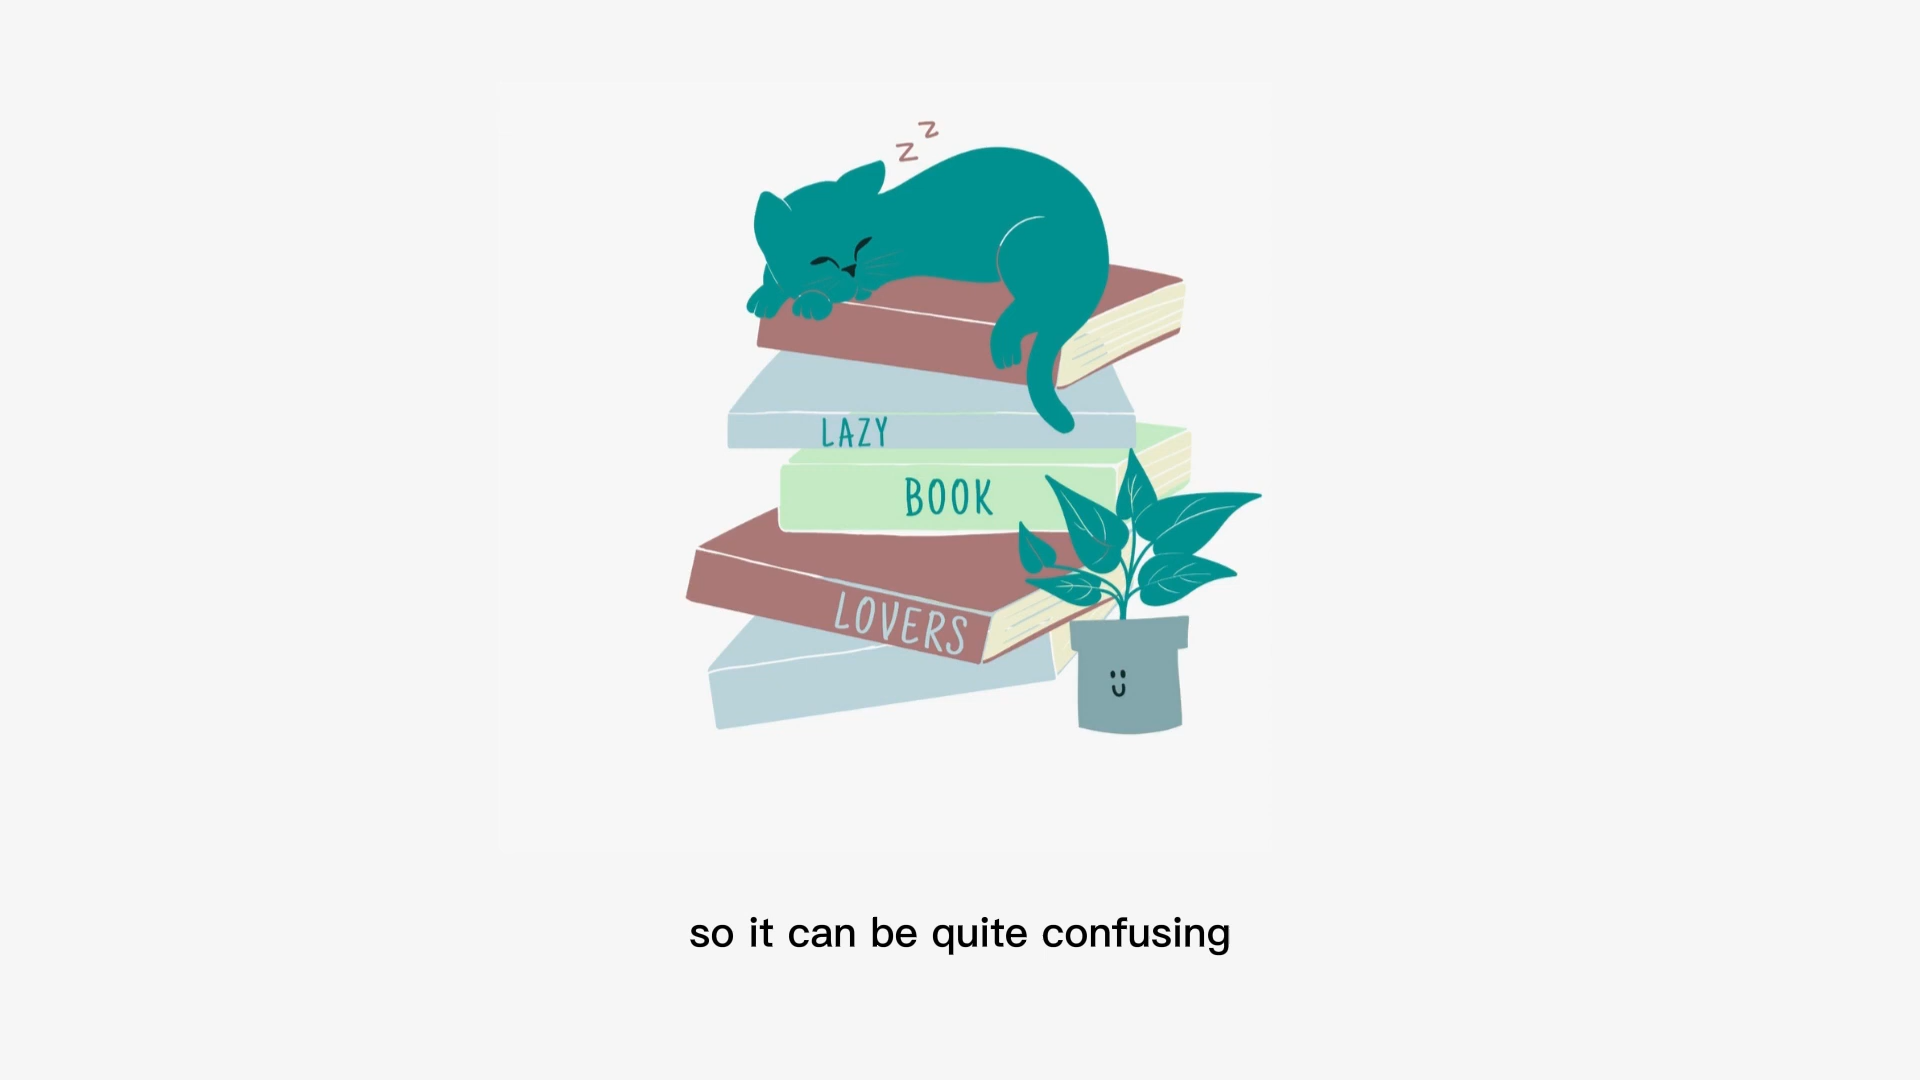 z
z
LAZY
BOOK
LOVERS
so it can be quite confusing